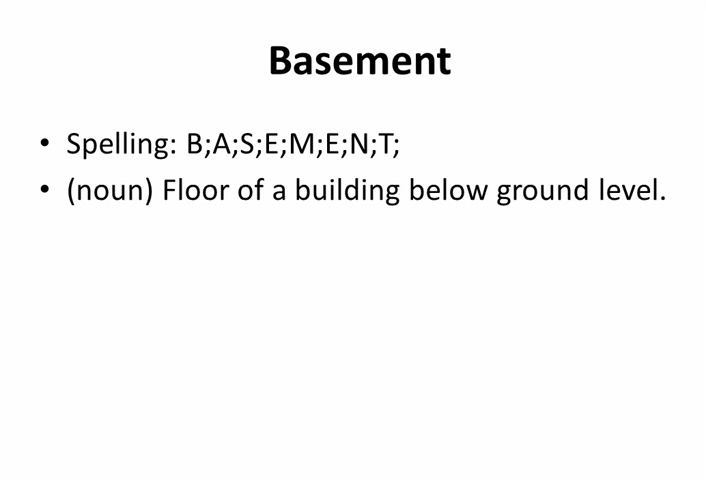 Basement
• Spelling: B;A;S;E;M;E;N;T;
• (noun) Floor of a building below ground level.